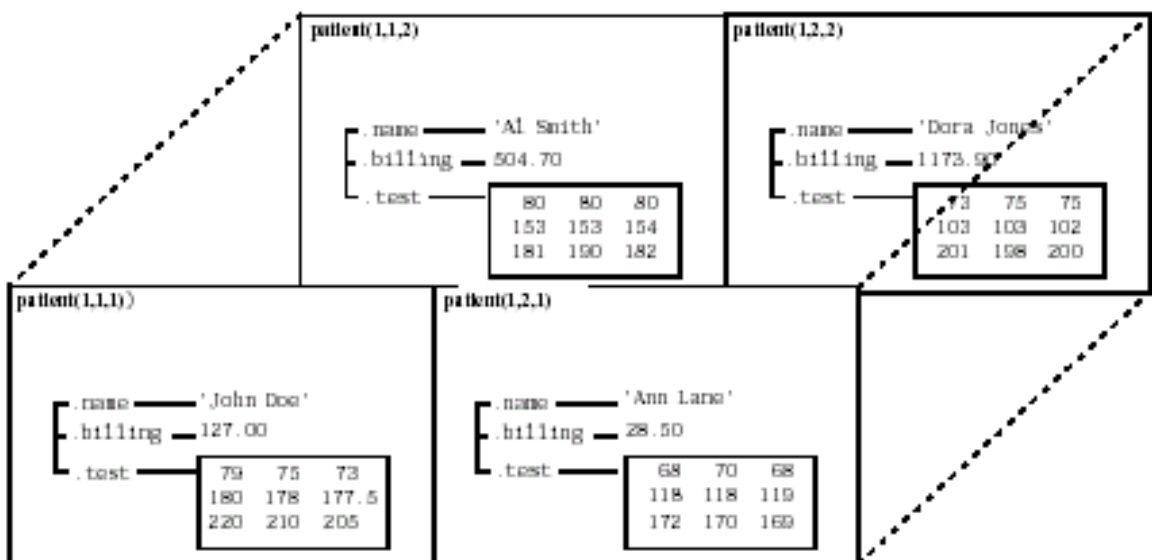 patient(1,1,2)
.name 'Al Smith'
.billing 504.70
.test
80 80 80
153 153 154
181 190 182
patient(1,2,2)
.name 'Dora Jones'
.billing 1173.90
.test
73 75 75
103 103 102
201 198 200
patient(1,1,1))
.name 'John Doe'
.billing 127.00
.test
79 75 73
180 178 177.5
220 210 205
patient(1,2,1)
.name 'Ann Lane'
.billing 28.50
.test
68 70 68
118 118 119
172 170 169